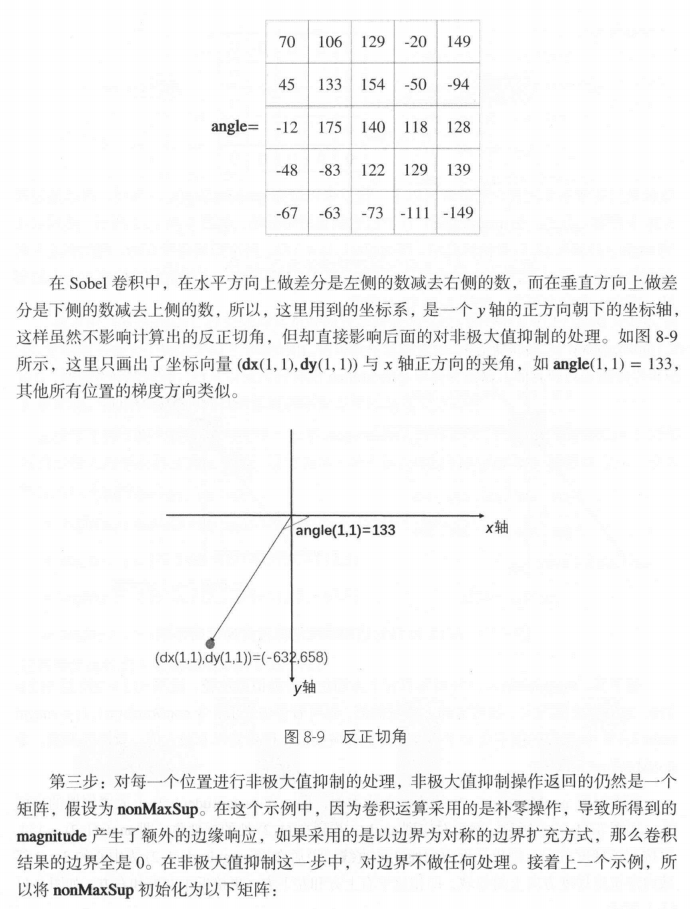 70 106 129 -20 149
45 133 154 -50 -94
angle= -12 175 140 118 128
-48 -83 122 129 139
-67 -63 -73 -111 -149
在 Sobel 卷积中，在水平方向上做差分是左侧的数减去右侧的数，而在垂直方向上做差
分是下侧的数减去上侧的数，所以，这里用到的坐标系，是一个 y 轴的正方向朝下的坐标轴，
这样虽然不影响计算出的反正切角，但却直接影响后面的对非极大值抑制的处理。如图 8-9
所示，这里只画出了坐标向量 (dx(1, 1),dy(1, 1)) 与 x 轴正方向的夹角，如 angle(1, 1) = 133，
其他所有位置的梯度方向类似。
angle(1,1)=133
x轴
(dx(1,1),dy(1,1))=(-632,658)
y轴
图 8-9 反正切角
第三步：对每一个位置进行非极大值抑制的处理，非极大值抑制操作返回的仍然是一个
矩阵，假设为 nonMaxSup。在这个示例中，因为卷积运算采用的是补零操作，导致所得到的
magnitude 产生了额外的边缘响应，如果采用的是以边界为对称的边界扩充方式，那么卷积
结果的边界全是 0。在非极大值抑制这一步中，对边界不做任何处理。接着上一个示例，所
以将 nonMaxSup 初始化为以下矩阵：